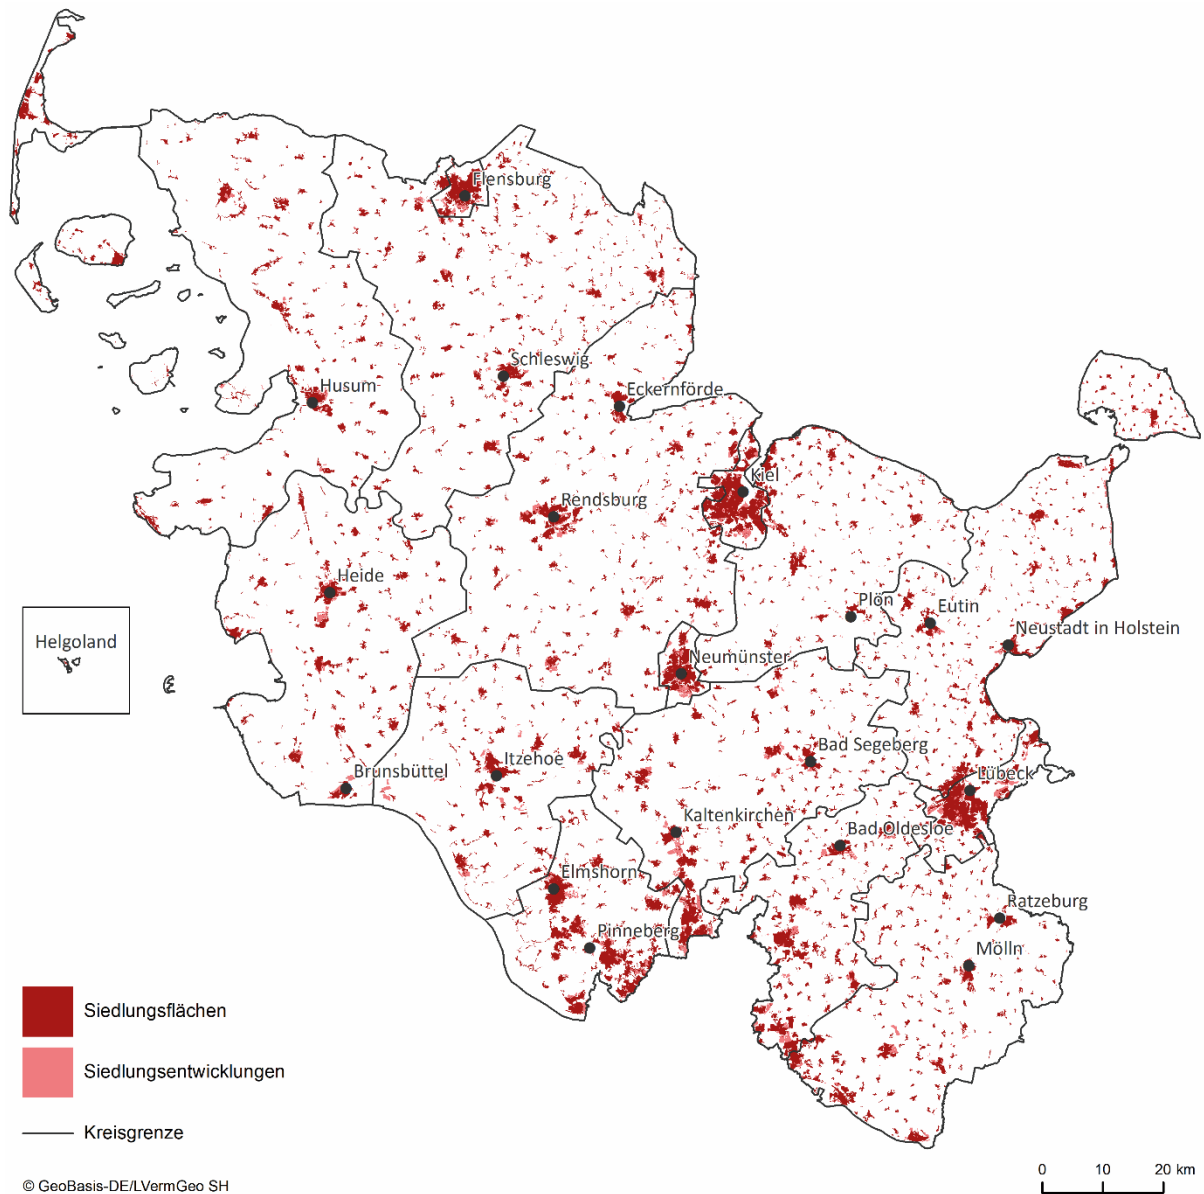 Flensburg
Schleswig
Husum
Eckernförde
Kiel
Rendsburg
Heide
Plön
Eutin
Helgoland
Neustadt in Holstein
Neumünster
Bad Segeberg
Itzehoe
Brunsbüttel
Lübeck
Kaltenkirchen
Bad Oldesloe
Elmshorn
Ratzeburg
Pinneberg
Mölln
Siedlungsflächen
Siedlungsentwicklungen
Kreisgrenze
0 10 20 km
© GeoBasis-DE/LVermGeo SH